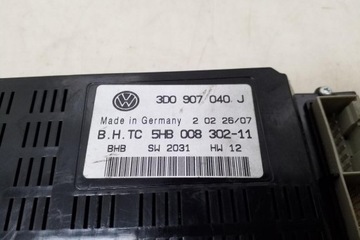 3D0 907 040 J
Made in Germany 2 02 26/07
B.H.TC 5HB 008 302-11
BHB SW 2031 HW 12